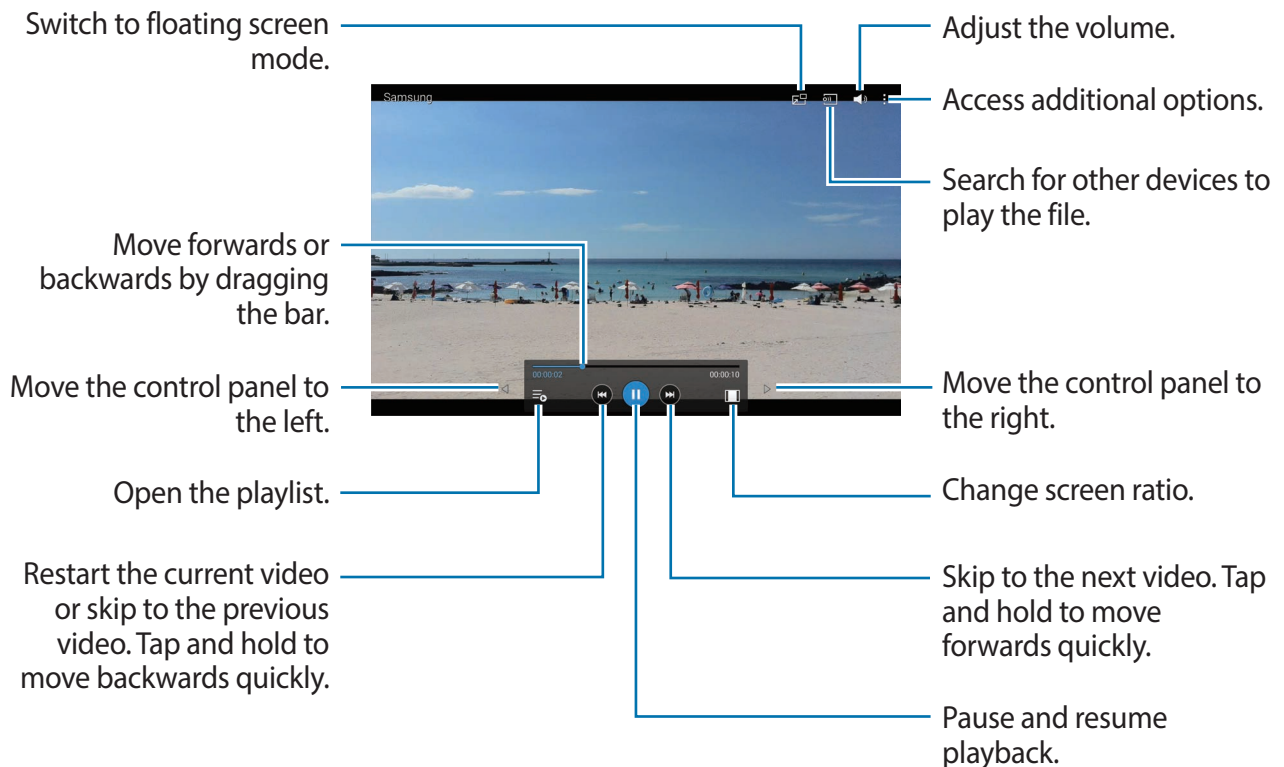 Switch to floating screen
mode.
Adjust the volume.
Access additional options.
Search for other devices to
play the file.
Samsung
Move forwards or
backwards by dragging
the bar.
00:00:02
00:00:10
Move the control panel to
the left.
Move the control panel to
the right.
Open the playlist.
Change screen ratio.
Restart the current video
or skip to the previous
video. Tap and hold to
move backwards quickly.
Skip to the next video. Tap
and hold to move
forwards quickly.
Pause and resume
playback.